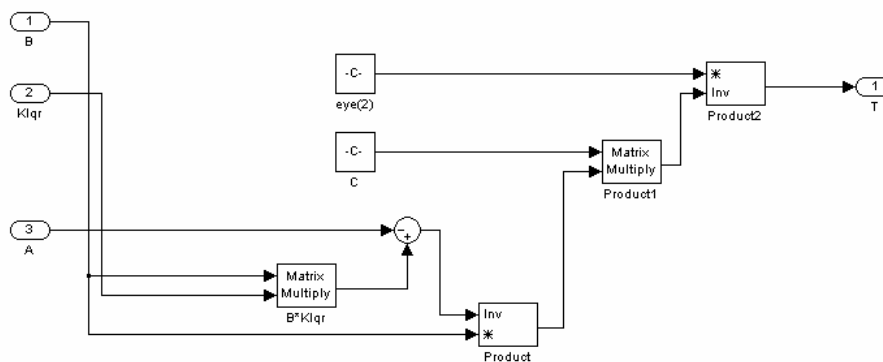 1
B
2
Klqr
-C-
eye(2)
*
Inv
Product2
1
T
-C-
C
Matrix
Multiply
Product1
3
A
-
+
Matrix
Multiply
B*Klqr
Inv
*
Product